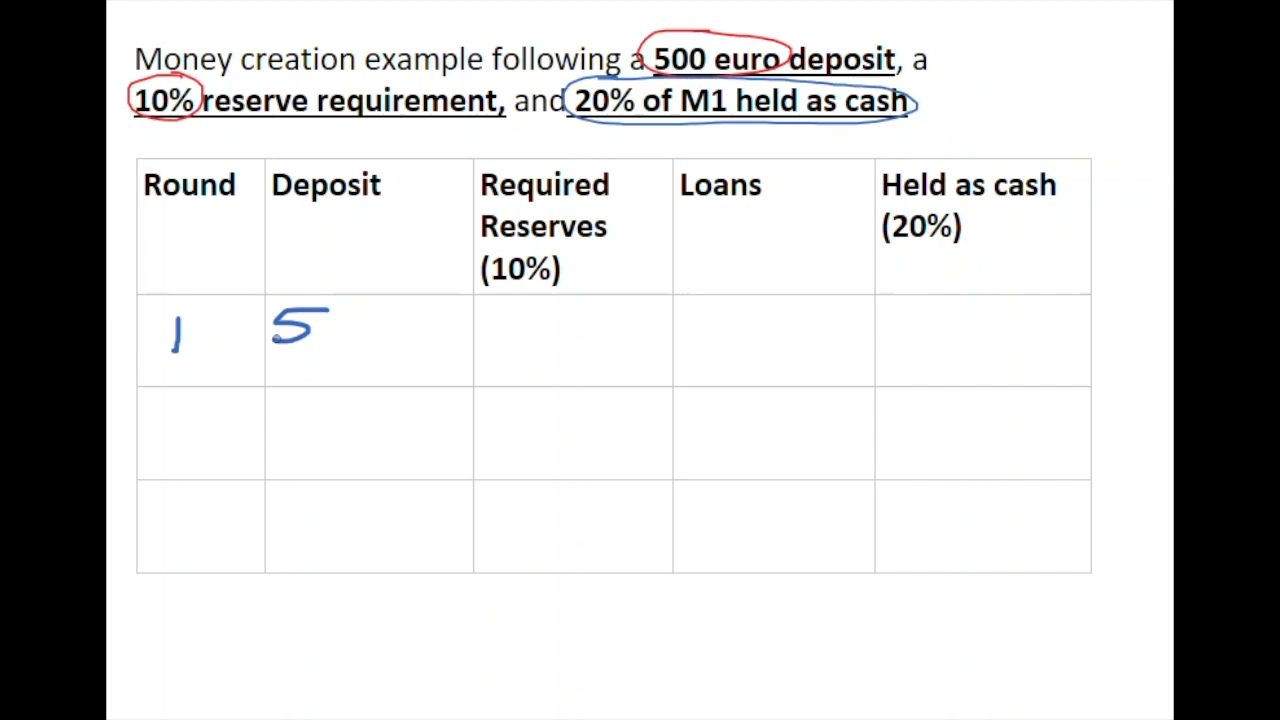 Money creation example following a 500 euro deposit, a
10% reserve requirement, and 20% of M1 held as cash
Round Deposit Required Reserves (10%) Loans Held as cash (20%)
1 5